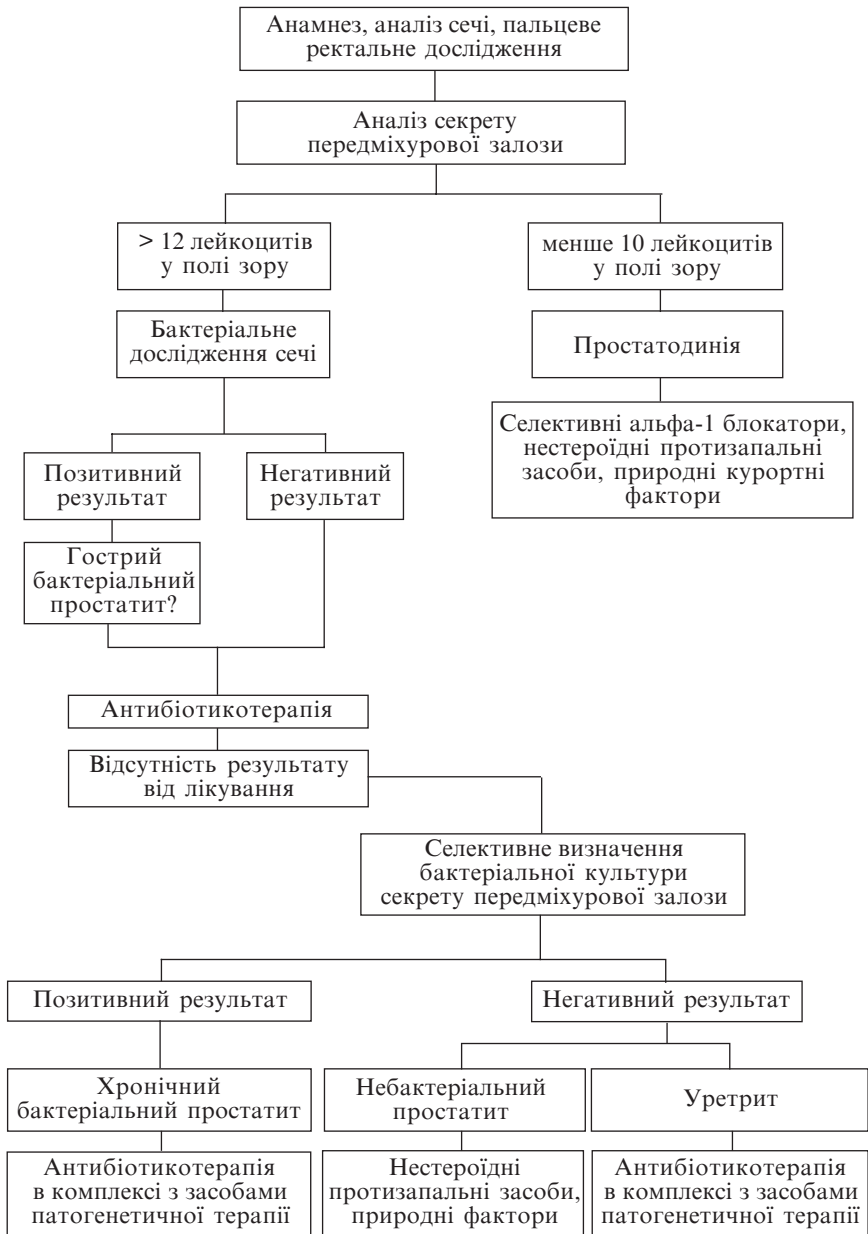 Анамнез, аналіз сечі, пальцеве
ректальне дослідження
Аналіз секрету
передміхурової залози
> 12 лейкоцитів
у полі зору
менше 10 лейкоцитів
у полі зору
Бактеріальне
дослідження сечі
Простатодинія
Селективні альфа-1 блокатори,
нестероїдні протизапальні
засоби, природні курортні
фактори
Позитивний
результат
Негативний
результат
Гострий
бактеріальний
простатит?
Антибіотикотерапія
Відсутність результату
від лікування
Селективне визначення
бактеріальної культури
секрету передміхурової залози
Позитивний результат
Негативний результат
Хронічний
бактеріальний простатит
Небактеріальний
простатит
Уретрит
Антибіотикотерапія
в комплексі з засобами
патогенетичної терапії
Нестероїдні
протизапальні засоби,
природні фактори
Антибіотикотерапія
в комплексі з засобами
патогенетичної терапії